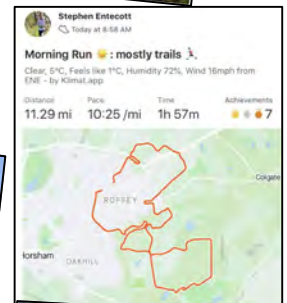 Stephen Entecott
Today at 8:58 AM
Morning Run : mostly trails
Clear, 5°C, Feels like 1°C, Humidity 72%, Wind 16mph from
ENE - by Klimat.app
Distance Pace Time Achievements
11.29 mi 10:25 /mi 1h 57m 7
Colgate
ROFFEY
Horsham
OAKHILL